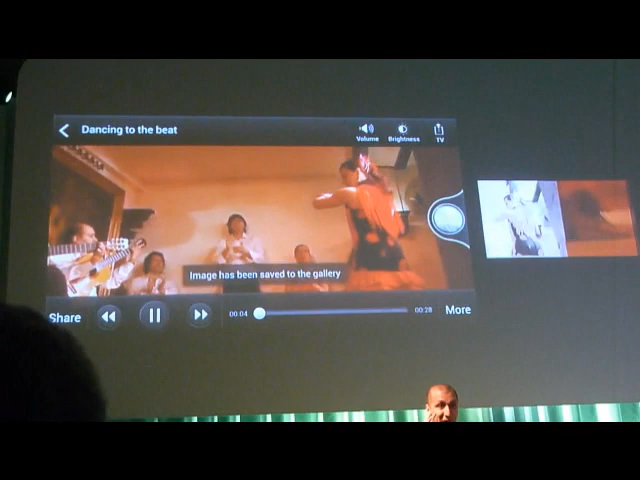 Dancing to the beat
Volume
Brightness
TV
Image has been saved to the gallery
Share
00:04
00:28
More